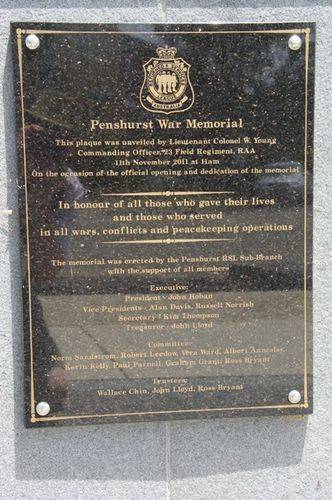 Penshurst War Memorial
This plaque was unveiled by Lieutenant Colonel W. Young
Commanding Officer, 23 Field Regiment, RAA
11th November 2011 at 11am
On the occasion of the official opening and dedication of the memorial
In honour of all those who gave their lives
and those who served
in all wars, conflicts and peacekeeping operations
The memorial was erected by the Penshurst RSL Sub-Branch
with the support of all members
Executive:
President - John Hoban
Vice Presidents - Alan Davis, Russell Norrish
Secretary - Kim Thompson
Treasurer - John Lloyd
Committee:
Norm Sandstrom, Robert Vera Ward, Albert
Kevin Kelly, Paul Graham Grant, Ross Bryant
Trustees:
Wallace Chin, John Lloyd, Ross Bryant